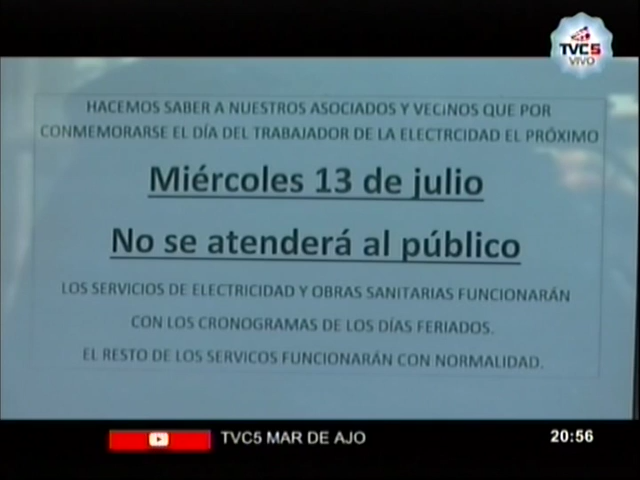 TVC5
VIVO
HACEMOS SABER A NUESTROS ASOCIADOS Y VECINOS QUE POR
CONMEMORARSE EL DÍA DEL TRABAJADOR DE LA ELECTRCIDAD EL PRÓXIMO
Miércoles 13 de julio
No se atenderá al público
LOS SERVICIOS DE ELECTRICIDAD Y OBRAS SANITARIAS FUNCIONARÁN
CON LOS CRONOGRAMAS DE LOS DÍAS FERIADOS.
EL RESTO DE LOS SERVICOS FUNCIONARÁN CON NORMALIDAD.
TVC5 MAR DE AJO
20:56